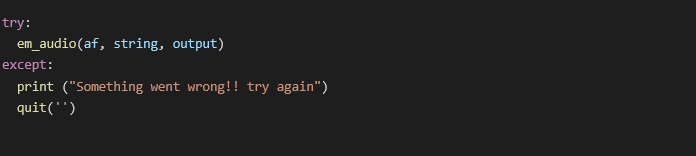 try:
  em_audio(af, string, output)
except:
  print ("Something went wrong!! try again")
  quit('')